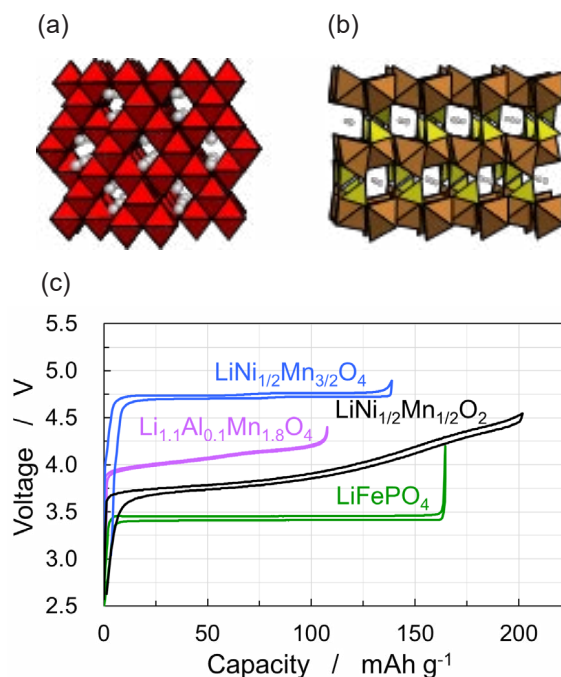 (a)
(b)
(c)
5.5
5.0
4.5
4.0
3.5
3.0
2.5
Voltage / V
LiNi1/2Mn3/2O4
LiNi1/2Mn1/2O2
Li1.1Al0.1Mn1.8O4
LiFePO4
0
50
100
150
200
Capacity / mAh g-1